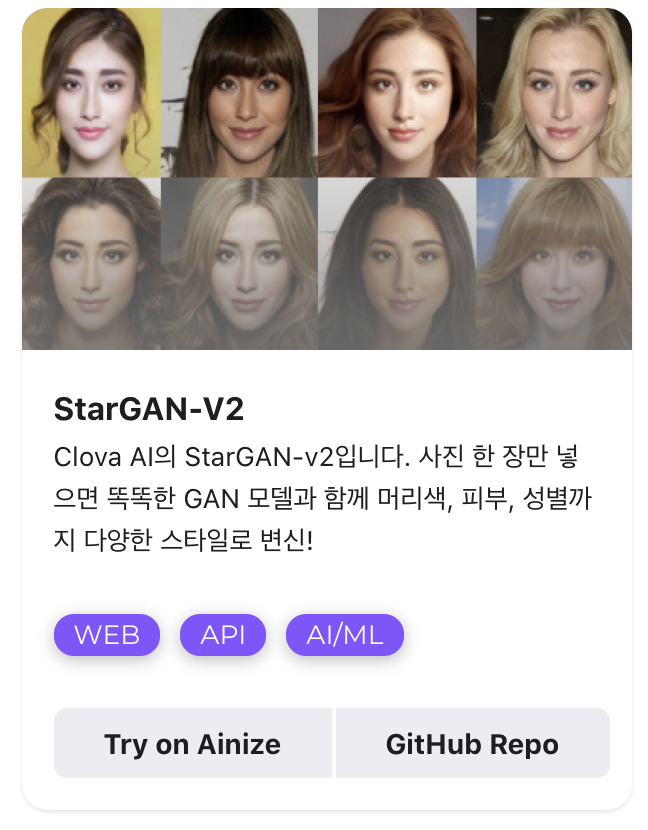 StarGAN-V2
Clova AI의 StarGAN-v2입니다. 사진 한 장만 넣
으면 똑똑한 GAN 모델과 함께 머리색, 피부, 성별까
지 다양한 스타일로 변신!
WEB API AI/ML
Try on Ainize GitHub Repo